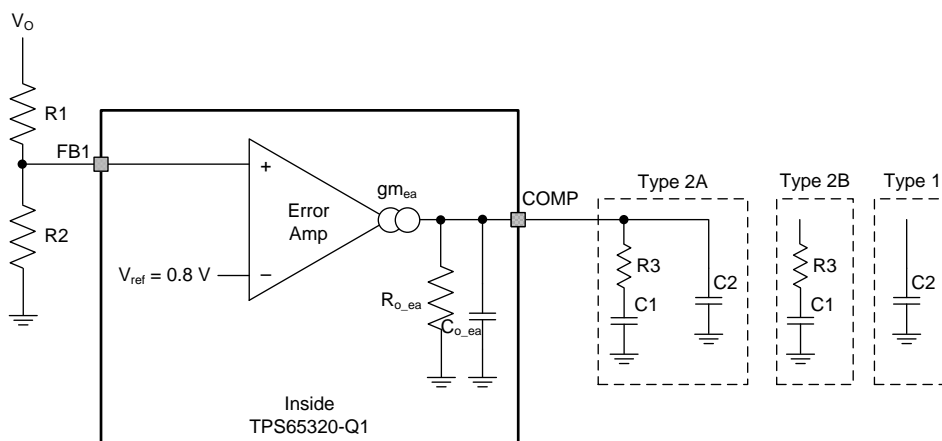 V_O
R1
FB1
R2
+
Error
Amp
−
V_ref = 0.8 V
gm_ea
R_o_ea
C_o_ea
COMP
Inside
TPS65320-Q1
Type 2A
R3
C1
C2
Type 2B
R3
C1
Type 1
C2